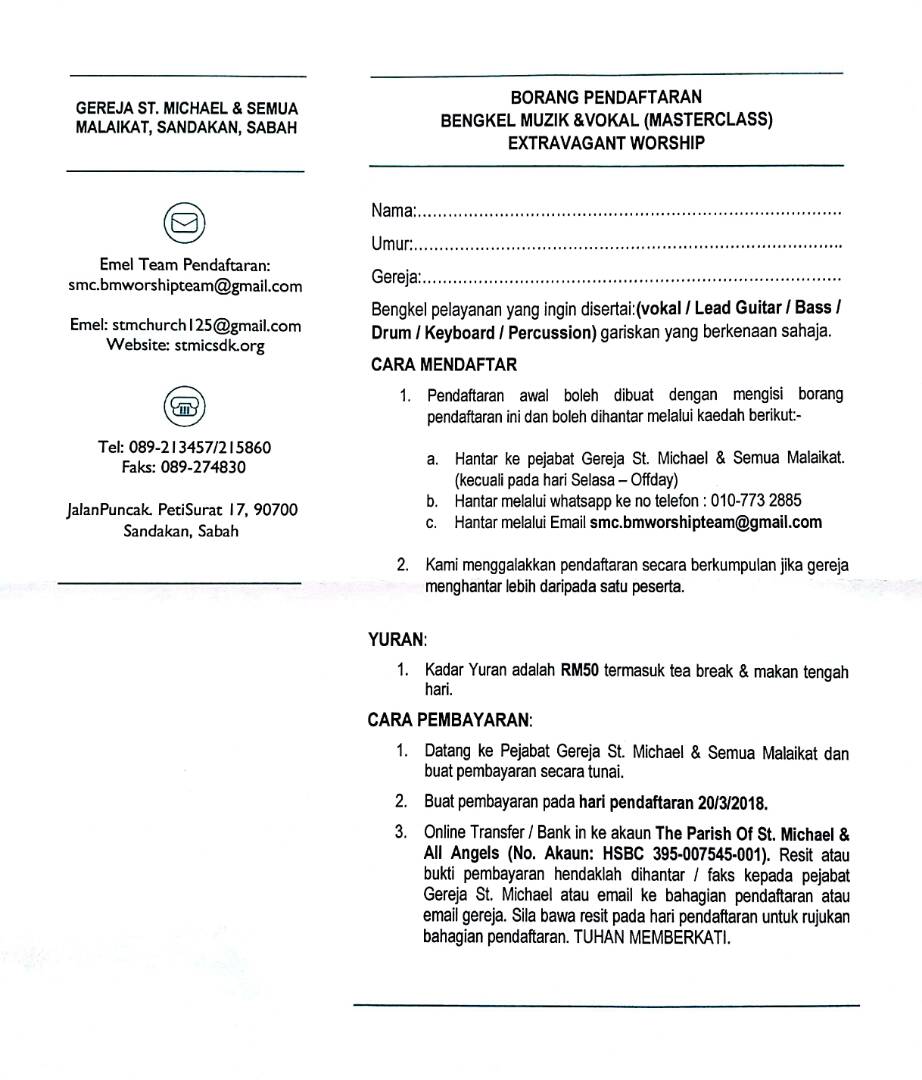 GEREJA ST. MICHAEL & SEMUA
MALAIKAT, SANDAKAN, SABAH
Emel Team Pendaftaran:
smc.bmworshipteam@gmail.com
Emel: stmchurch125@gmail.com
Website: stmicsdk.org
Tel: 089-213457/215860
Faks: 089-274830
JalanPuncak. PetiSurat 17, 90700
Sandakan, Sabah
BORANG PENDAFTARAN
BENGKEL MUZIK &VOKAL (MASTERCLASS)
EXTRAVAGANT WORSHIP
Nama:....................................................................................
Umur:....................................................................................
Gereja:...................................................................................
Bengkel pelayanan yang ingin disertai:(vokal / Lead Guitar / Bass /
Drum / Keyboard / Percussion) gariskan yang berkenaan sahaja.
CARA MENDAFTAR
1. Pendaftaran awal boleh dibuat dengan mengisi borang
pendaftaran ini dan boleh dihantar melalui kaedah berikut:-
a. Hantar ke pejabat Gereja St. Michael & Semua Malaikat.
(kecuali pada hari Selasa – Offday)
b. Hantar melalui whatsapp ke no telefon : 010-773 2885
c. Hantar melalui Email smc.bmworshipteam@gmail.com
2. Kami menggalakkan pendaftaran secara berkumpulan jika gereja
menghantar lebih daripada satu peserta.
YURAN:
1. Kadar Yuran adalah RM50 termasuk tea break & makan tengah
hari.
CARA PEMBAYARAN:
1. Datang ke Pejabat Gereja St. Michael & Semua Malaikat dan
buat pembayaran secara tunai.
2. Buat pembayaran pada hari pendaftaran 20/3/2018.
3. Online Transfer / Bank in ke akaun The Parish Of St. Michael &
All Angels (No. Akaun: HSBC 395-007545-001). Resit atau
bukti pembayaran hendaklah dihantar / faks kepada pejabat
Gereja St. Michael atau email ke bahagian pendaftaran atau
email gereja. Sila bawa resit pada hari pendaftaran untuk rujukan
bahagian pendaftaran. TUHAN MEMBERKATI.